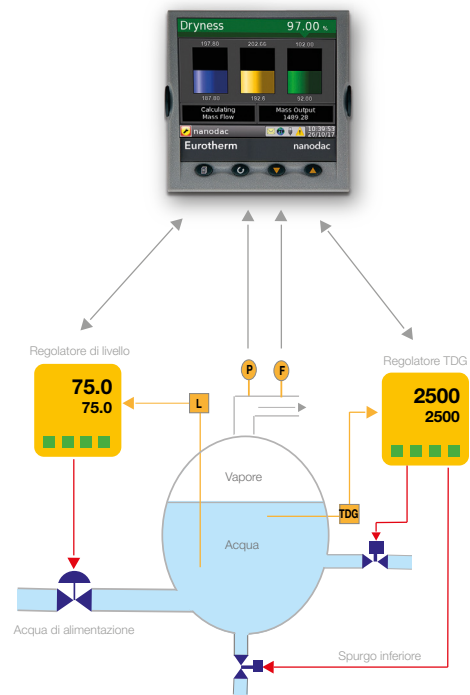 Dryness 97.00 %
197.80 202.66 102.00
187.80 192.6 92.00
Calculating Mass Output
Mass Flow 1489.28
nanodac 10:39:53
26/10/17
Eurotherm nanodac
Regolatore di livello
75.0
75.0
L
P
F
Regolatore TDG
2500
2500
Vapore
TDG
Acqua
Acqua di alimentazione
Spurgo inferiore